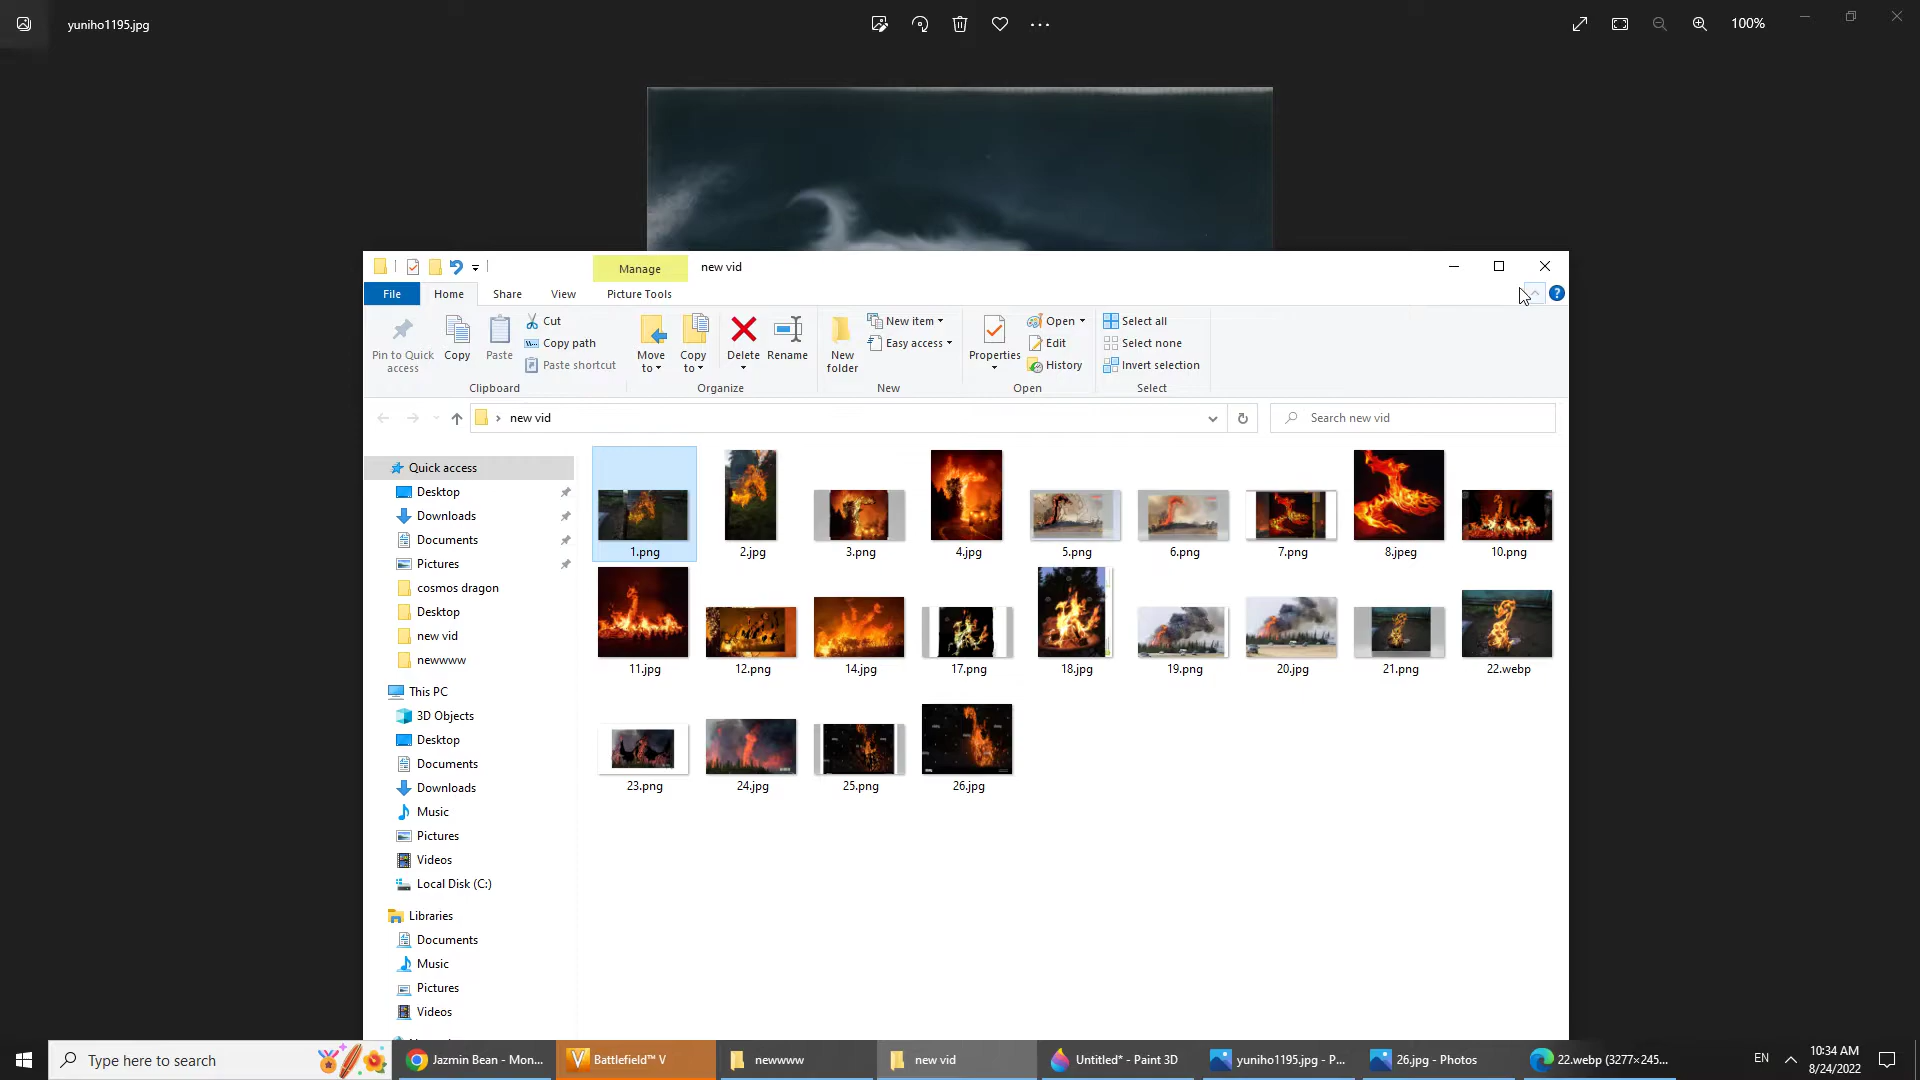 yuniho1195.jpg
100%
Manage
new vid
File
Home
Share
View
Picture Tools
Pin to Quick access
Copy
Paste
Cut
Copy path
Paste shortcut
Clipboard
Move to
Copy to
Delete
Rename
Organize
New folder
New item
Easy access
New
Properties
Open
Edit
History
Open
Select all
Select none
Invert selection
Select
new vid
Search new vid
Quick access
Desktop
Downloads
Documents
Pictures
cosmos dragon
Desktop
new vid
newwww
This PC
3D Objects
Desktop
Documents
Downloads
Music
Pictures
Videos
Local Disk (C:)
Libraries
Documents
Music
Pictures
Videos
1.png
2.jpg
3.png
4.jpg
5.png
6.png
7.png
8.jpeg
10.png
11.jpg
12.png
14.jpg
17.png
18.jpg
19.png
20.jpg
21.png
22.webp
23.png
24.jpg
25.png
26.jpg
Type here to search
Jazmin Bean - Mon...
Battlefield™ V
newwww
new vid
Untitled* - Paint 3D
yuniho1195.jpg - P...
26.jpg - Photos
22.webp (3277×245...
EN
10:34 AM
8/24/2022